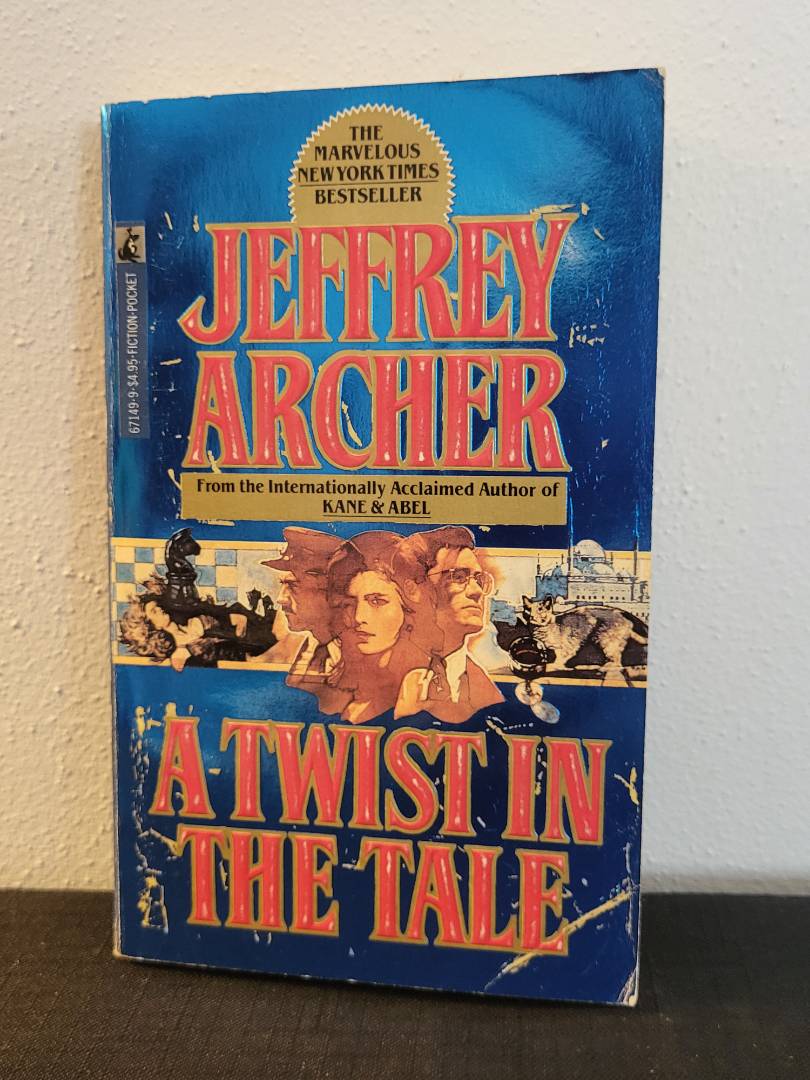 THE
MARVELOUS
NEW YORK TIMES
BESTSELLER
JEFFREY
ARCHER
67149-9·$4.95·FICTION·POCKET
From the Internationally Acclaimed Author of
KANE & ABEL
A TWIST IN
THE TALE